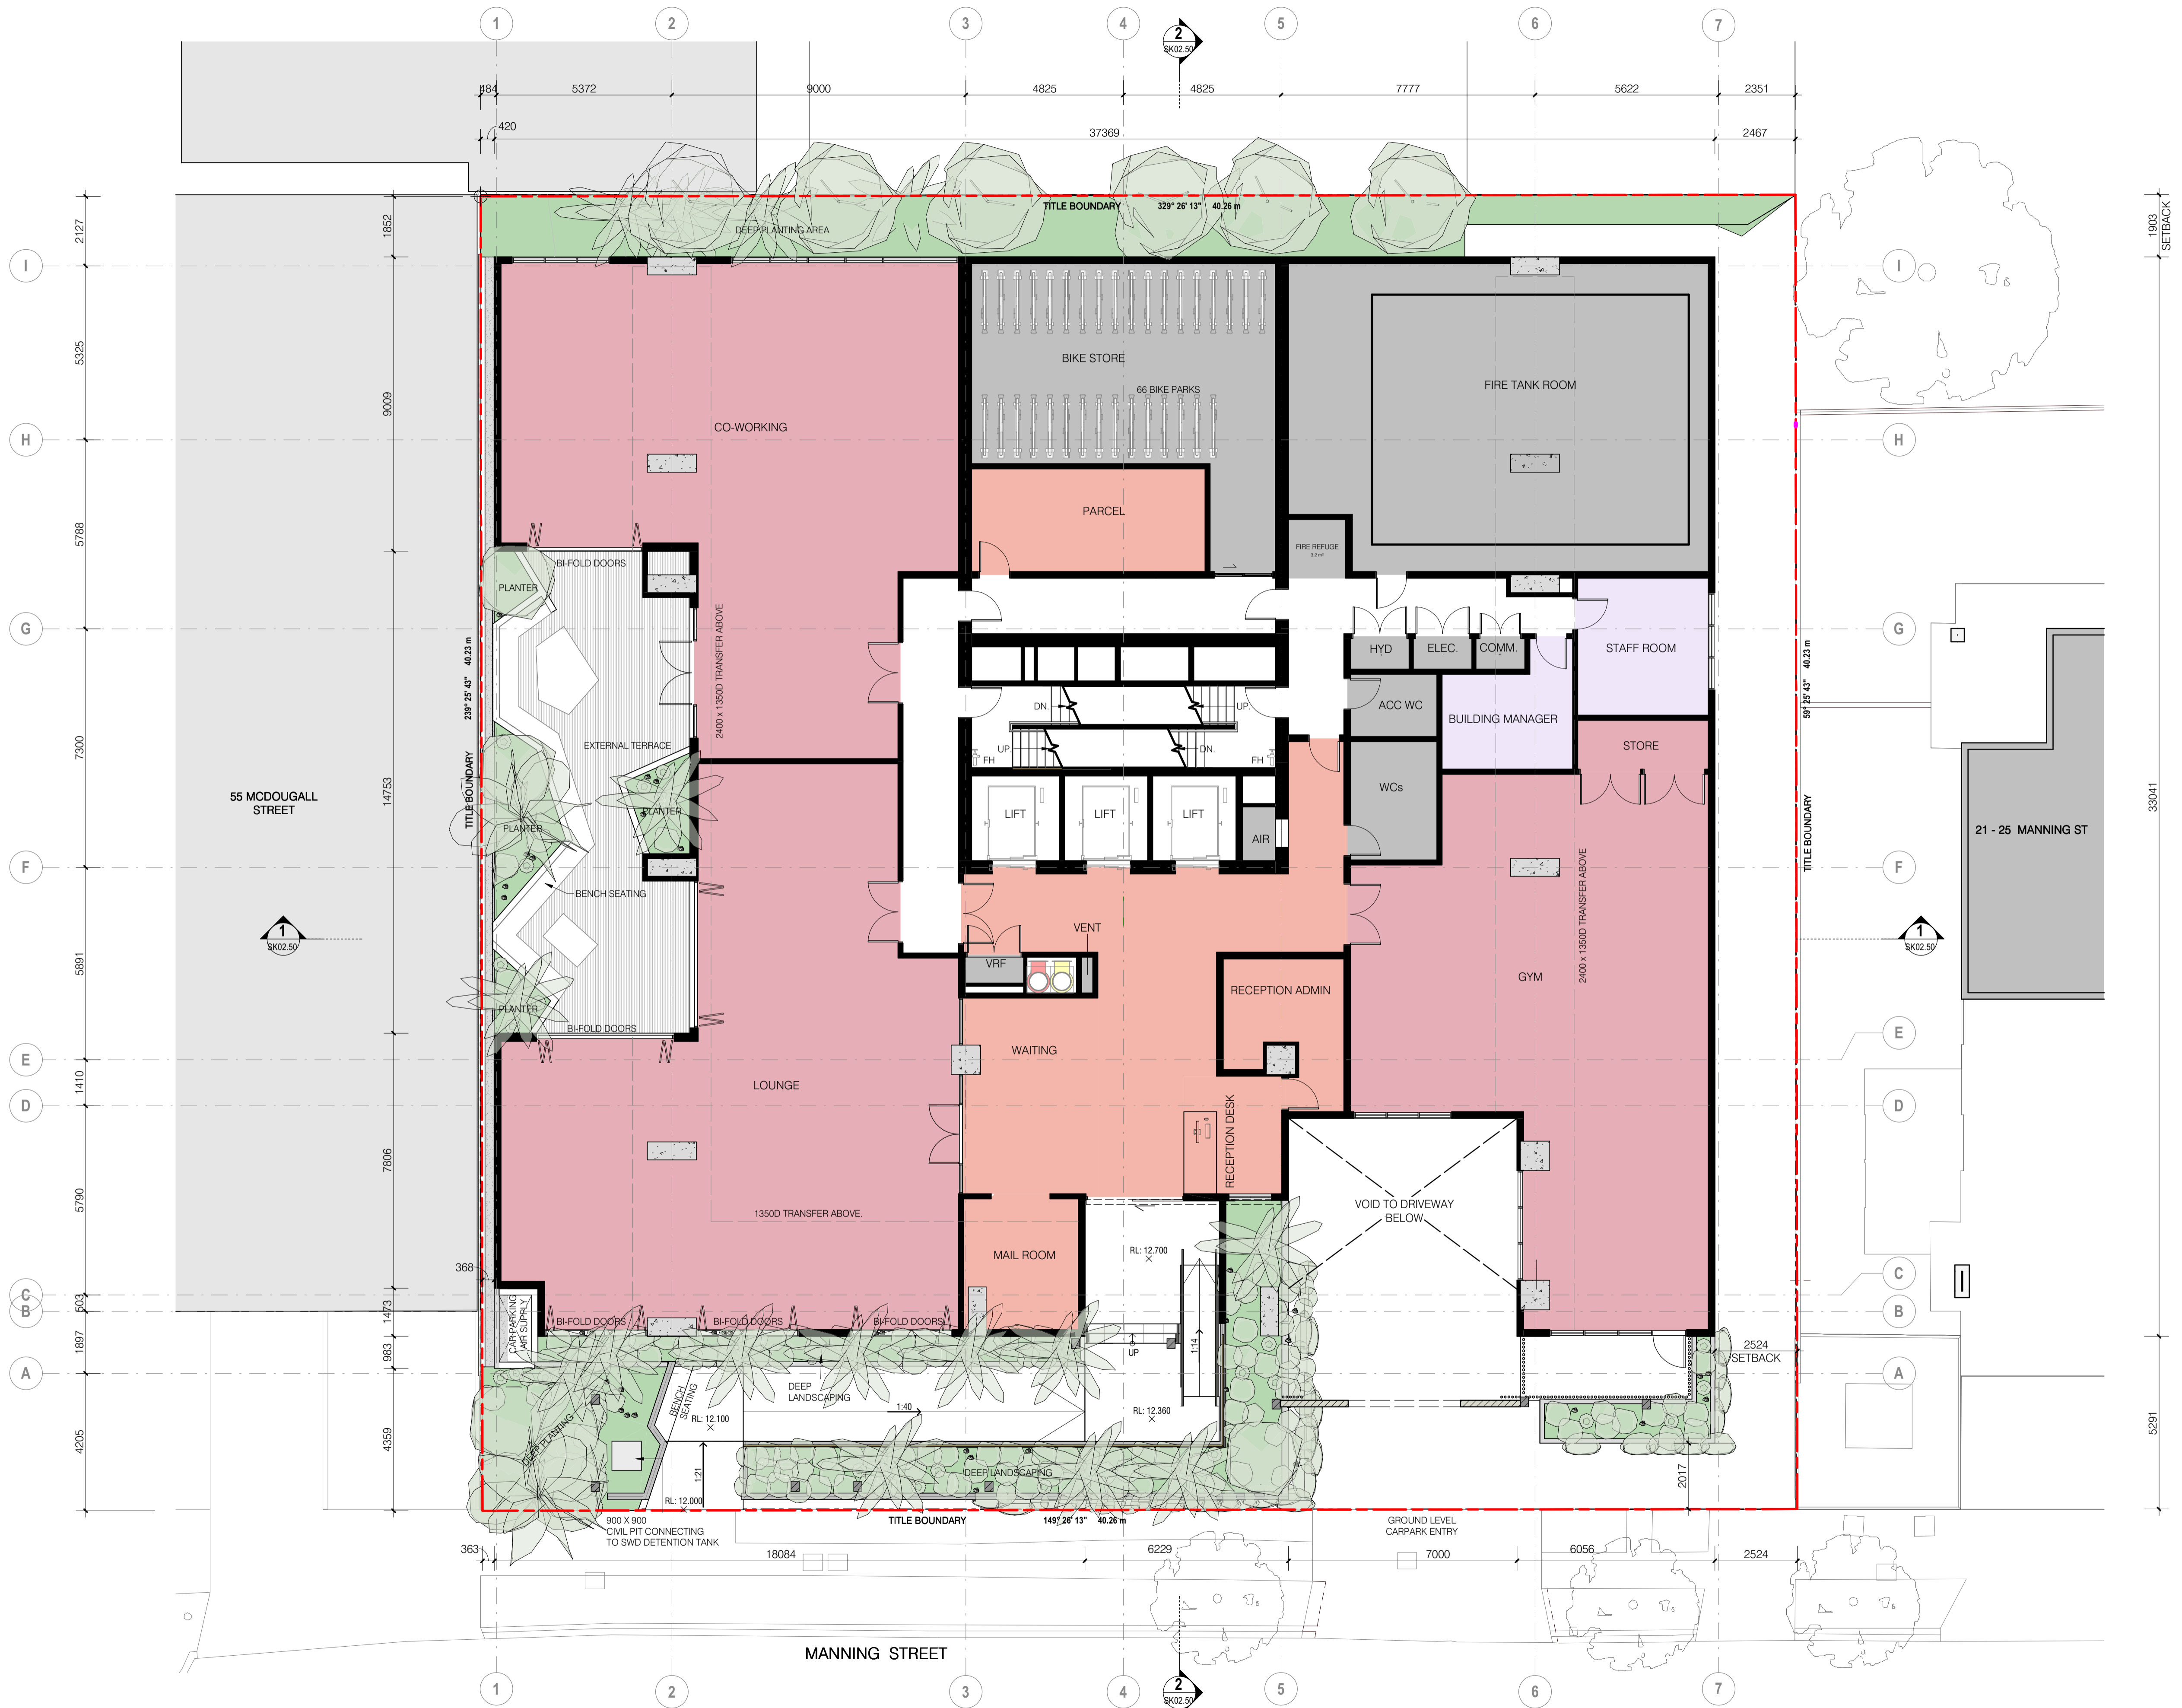 1
2
3
4
5
6
7
2
SK02.50
484
5372
9000
4825
4825
7777
5622
2351
420
37369
2467
TITLE BOUNDARY 329° 26' 13" 40.26 m
DEEP PLANTING AREA
2127
1852
1903
SETBACK
I
I
5325
9009
BIKE STORE
66 BIKE PARKS
FIRE TANK ROOM
CO-WORKING
H
H
5788
PARCEL
FIRE REFUGE
3.2 m²
BI-FOLD DOORS
PLANTER
G
G
239° 25' 43" 40.23 m
TITLE BOUNDARY
59° 25' 43" 40.23 m
TITLE BOUNDARY
2400 x 1350D TRANSFER ABOVE
HYD
ELEC.
COMM.
STAFF ROOM
ACC WC
BUILDING MANAGER
STORE
DN.
UP.
UP.
DN.
FH
FH
7300
14753
EXTERNAL TERRACE
55 MCDOUGALL
STREET
PLANTER
PLANTER
LIFT
LIFT
LIFT
AIR
WCs
33041
21 - 25 MANNING ST
F
F
BENCH SEATING
2400 x 1350D TRANSFER ABOVE
1
SK02.50
1
SK02.50
VENT
VRF
5891
GYM
RECEPTION ADMIN
PLANTER
BI-FOLD DOORS
E
E
WAITING
LOUNGE
1410
D
D
RECEPTION DESK
7806
5790
1350D TRANSFER ABOVE.
VOID TO DRIVEWAY
BELOW
MAIL ROOM
RL: 12.700
368
C
C
B
B
603
1473
CAR PARKING
AIR SUPPLY
BI-FOLD DOORS
BI-FOLD DOORS
BI-FOLD DOORS
1897
983
UP
1:14
2524
SETBACK
A
A
DEEP
LANDSCAPING
BENCH
SEATING
1:40
RL: 12.100
RL: 12.360
DEEP PLANTING
4205
4359
5291
1:21
DEEP LANDSCAPING
2017
RL: 12.000
900 X 900
CIVIL PIT CONNECTING
TO SWD DETENTION TANK
TITLE BOUNDARY 149° 26' 13" 40.26 m
GROUND LEVEL
CARPARK ENTRY
363
18084
6229
7000
6056
2524
MANNING STREET
1
2
3
4
2
SK02.50
5
6
7